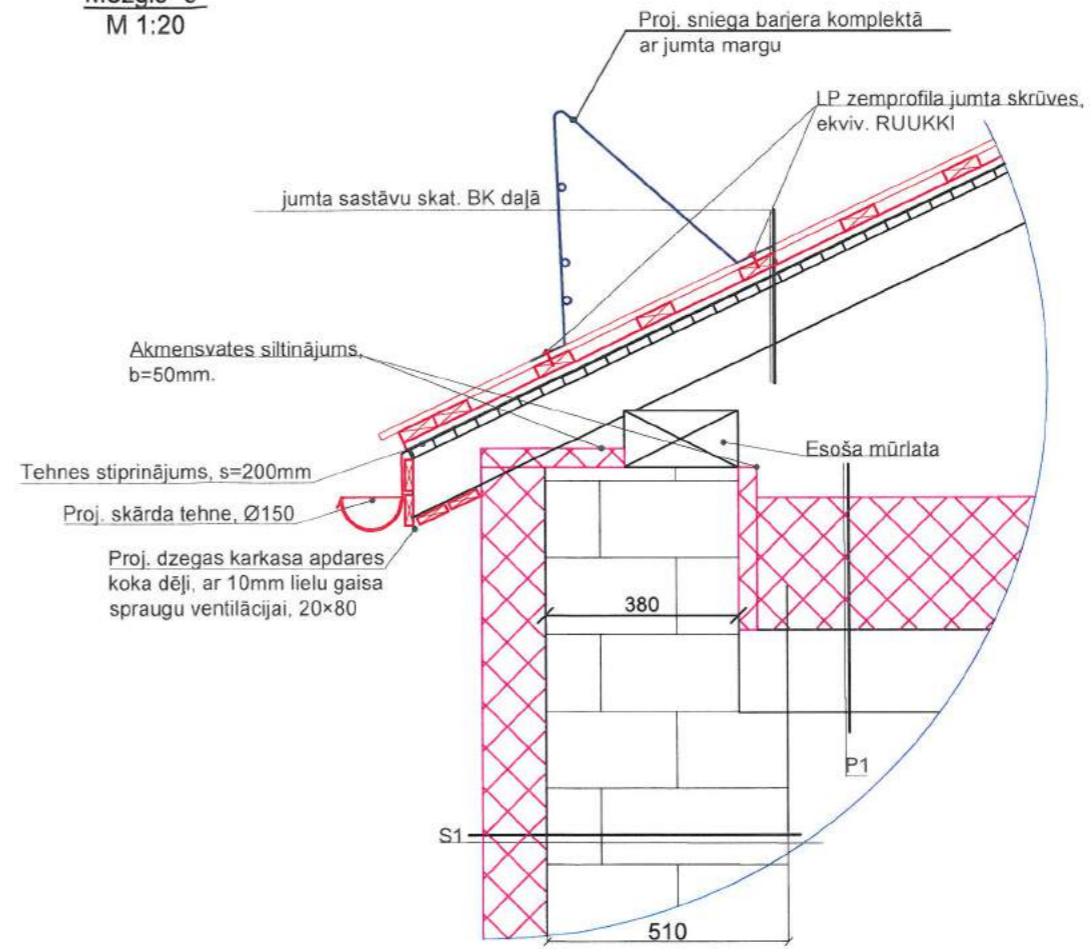 M 1:20
Proj. sniega barjera komplektā
ar jumta margu
LP zemprofila jumta skrūves,
ekviv. RUUKKI
jumta sastāvu skat. BK daļā
Akmensvates siltinājums,
b=50mm.
Esoša mūrlata
Tehnes stiprinājums, s=200mm
Proj. skārda tehne, Ø150
Proj. dzegas karkasa apdares
koka dēļi, ar 10mm lielu gaisa
spraugu ventilācijai, 20×80
380
P1
S1
510